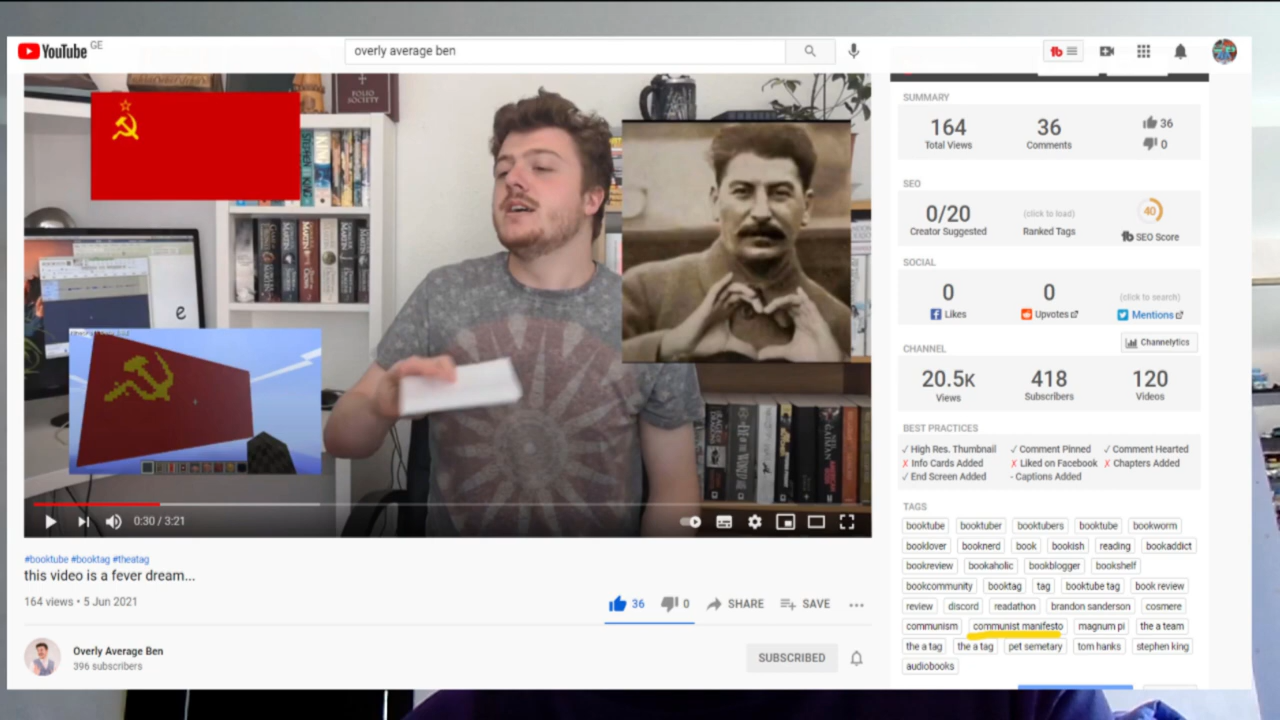 YouTube GE
overly average ben
FOLIO
SOCIETY
STEPHEN KING
e
0:30 / 3:21
#booktube #booktag #theatag
this video is a fever dream...
164 views • 5 Jun 2021
36 0 SHARE SAVE
Overly Average Ben
396 subscribers
SUBSCRIBED
SUMMARY
164 36 36
Total Views Comments 0
SEO
0/20 (click to load) 40
Creator Suggested Ranked Tags tb SEO Score
SOCIAL
0 0 (click to search)
Likes Upvotes Mentions
CHANNEL Channelytics
20.5K 418 120
Views Subscribers Videos
BEST PRACTICES
✓ High Res. Thumbnail ✓ Comment Pinned ✓ Comment Hearted
✗ Info Cards Added ✗ Liked on Facebook ✗ Chapters Added
✓ End Screen Added - Captions Added
TAGS
booktube booktuber booktubers booktube bookworm
booklover booknerd book bookish reading bookaddict
bookreview bookaholic bookblogger bookshelf
bookcommunity booktag tag booktube tag book review
review discord readathon brandon sanderson cosmere
communism communist manifesto magnum pi the a team
the a tag the a tag pet semetary tom hanks stephen king
audiobooks